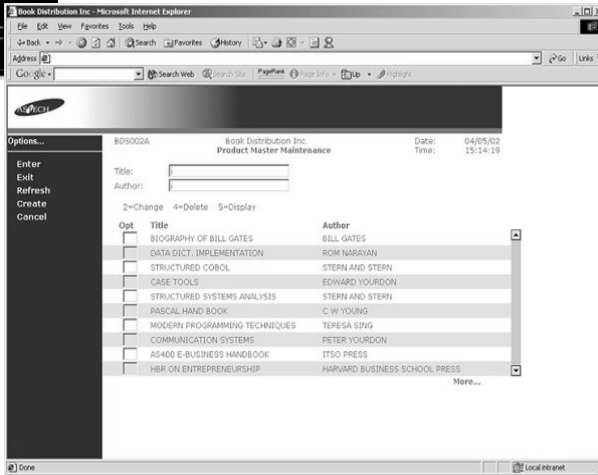 Book Distribution Inc - Microsoft Internet Explorer
File Edit View Favorites Tools Help
Back Search Favorites History
Address Go Links
Google Search Web Search Site PageRank Page Info Up Highlight
ASTECH
Options... BDS002A Book Distribution Inc. Date: 04/05/02
Product Master Maintenance Time: 15:14:19
Enter
Exit
Refresh
Create
Cancel
Title:
Author:
2=Change 4=Delete 5=Display
Opt Title Author
BIOGRAPHY OF BILL GATES BILL GATES
DATA DICT. IMPLEMENTATION ROM NARAYAN
STRUCTURED COBOL STERN AND STERN
CASE TOOLS EDWARD YOURDON
STRUCTURED SYSTEMS ANALYSIS STERN AND STERN
PASCAL HAND BOOK C W YOUNG
MODERN PROGRAMMING TECHNIQUES TERESA SING
COMMUNICATION SYSTEMS PETER YOURDON
AS400 E-BUSINESS HANDBOOK ITSO PRESS
HBR ON ENTREPRENEURSHIP HARVARD BUSINESS SCHOOL PRESS
More...
Done Local intranet